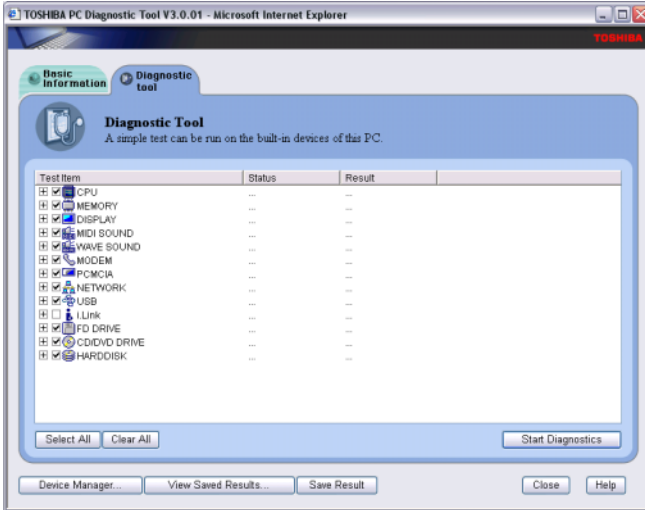 TOSHIBA PC Diagnostic Tool V3.0.01 - Microsoft Internet Explorer
TOSHIBA
Basic Information
Diagnostic tool
Diagnostic Tool
A simple test can be run on the built-in devices of this PC.
Test Item Status Result
CPU ... ...
MEMORY ... ...
DISPLAY ... ...
MIDI SOUND ... ...
WAVE SOUND ... ...
MODEM ... ...
PCMCIA ... ...
NETWORK ... ...
USB ... ...
i.Link ... ...
FD DRIVE ... ...
CD/DVD DRIVE ... ...
HARDDISK ... ...
Select All Clear All Start Diagnostics
Device Manager... View Saved Results... Save Result Close Help